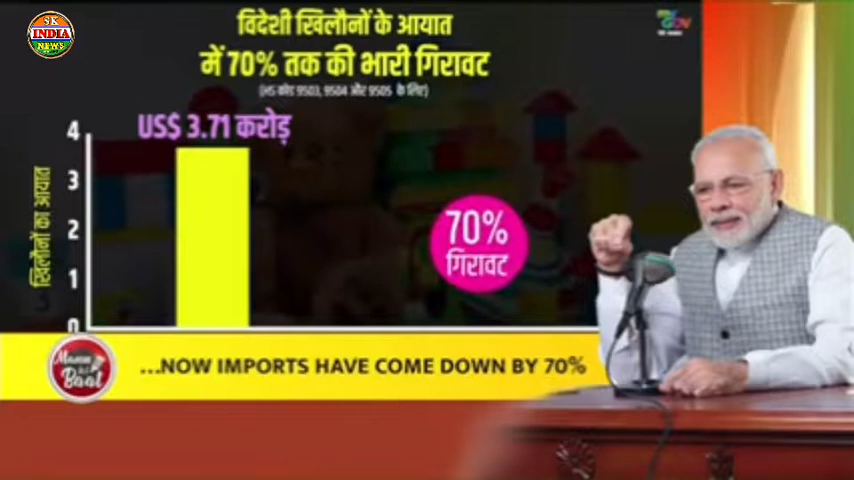 SK
INDIA
NEWS
विदेशी खिलौनों के आयात
में 70% तक की भारी गिरावट
(HS कोड 9503, 9504 और 9505 के लिए)
GOV
US$ 3.71 करोड़
खिलौनों का आयात
4
3
2
1
0
70%
गिरावट
Mann
Baat
...NOW IMPORTS HAVE COME DOWN BY 70%